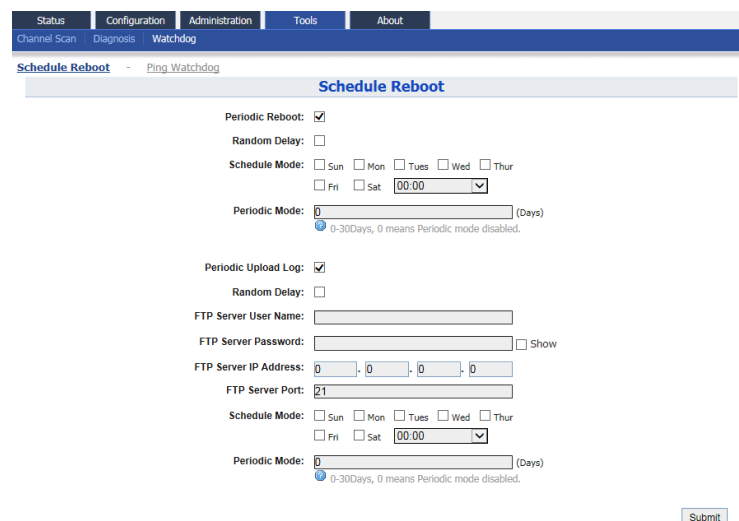 Status Configuration Administration Tools About
Channel Scan Diagnosis Watchdog
Schedule Reboot - Ping Watchdog
Schedule Reboot
Periodic Reboot:
Random Delay:
Schedule Mode: Sun Mon Tues Wed Thur
Fri Sat 00:00
Periodic Mode: 0 (Days)
0-30Days, 0 means Periodic mode disabled.
Periodic Upload Log:
Random Delay:
FTP Server User Name:
FTP Server Password: Show
FTP Server IP Address: 0 . 0 . 0 . 0
FTP Server Port: 21
Schedule Mode: Sun Mon Tues Wed Thur
Fri Sat 00:00
Periodic Mode: 0 (Days)
0-30Days, 0 means Periodic mode disabled.
Submit